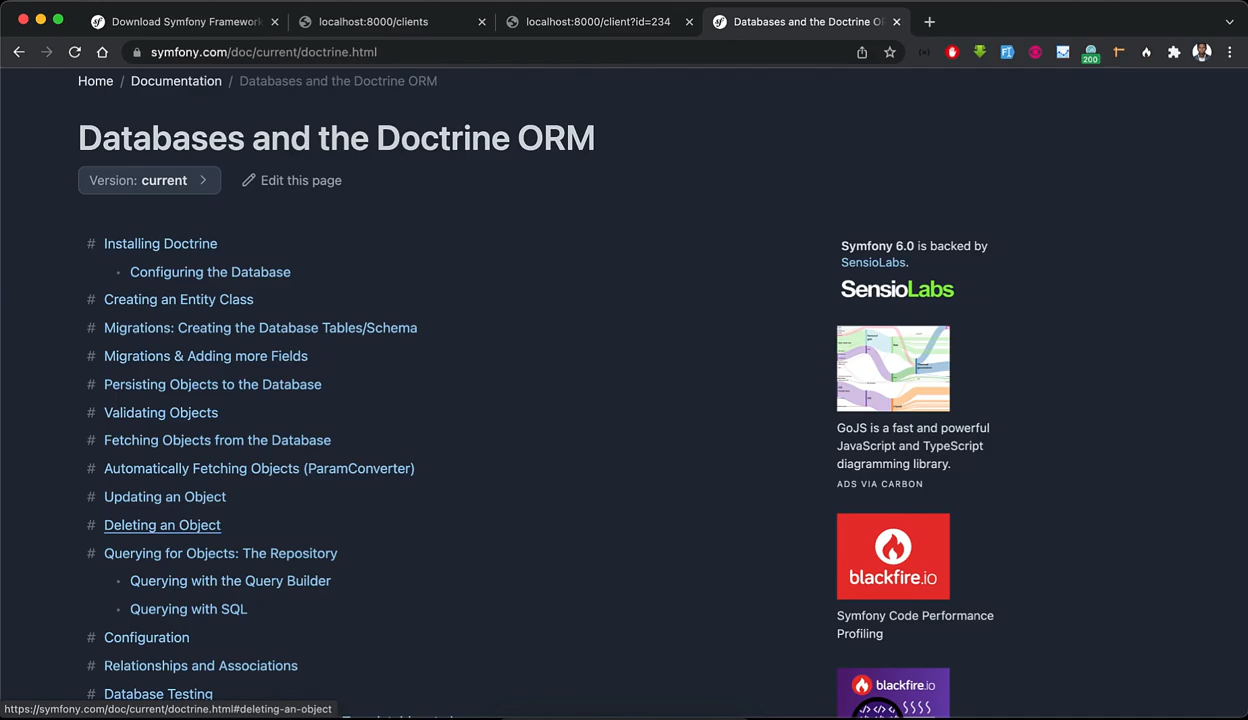 Download Symfony Framework
localhost:8000/clients
localhost:8000/client?id=234
Databases and the Doctrine OR
symfony.com/doc/current/doctrine.html
200
Home / Documentation / Databases and the Doctrine ORM
Databases and the Doctrine ORM
Version: current
Edit this page
# Installing Doctrine
Configuring the Database
# Creating an Entity Class
# Migrations: Creating the Database Tables/Schema
# Migrations & Adding more Fields
# Persisting Objects to the Database
# Validating Objects
# Fetching Objects from the Database
# Automatically Fetching Objects (ParamConverter)
# Updating an Object
# Deleting an Object
# Querying for Objects: The Repository
Querying with the Query Builder
Querying with SQL
# Configuration
# Relationships and Associations
# Database Testing
Symfony 6.0 is backed by
SensioLabs.
SensioLabs
GoJS is a fast and powerful
JavaScript and TypeScript
diagramming library.
ADS VIA CARBON
blackfire.io
Symfony Code Performance
Profiling
blackfire.io
https://symfony.com/doc/current/doctrine.html#deleting-an-object